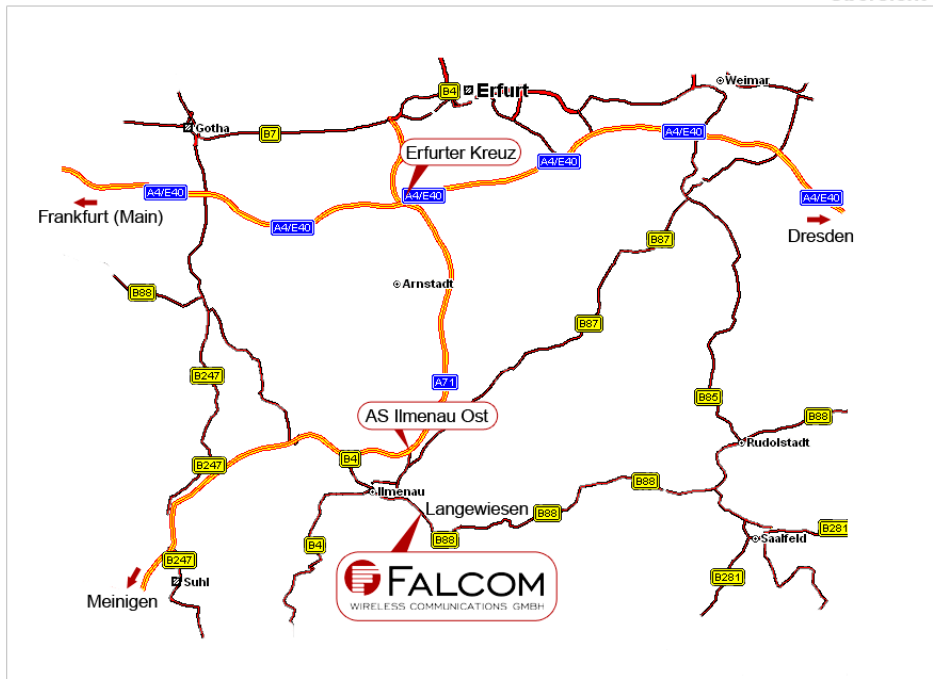 Weimar
B4
Erfurt
Gotha
B7
A4/E40
Erfurter Kreuz
A4/E40
A4/E40
A4/E40
A4/E40
A4/E40
Frankfurt (Main)
Dresden
B87
Arnstadt
B88
B87
B247
A71
B85
AS Ilmenau Ost
B88
Rudolstadt
B4
B247
B88
Ilmenau
Langewiesen
B88
B281
B88
Saalfeld
B4
B247
Suhl
B281
FALCOM
WIRELESS COMMUNICATIONS GMBH
Meinigen